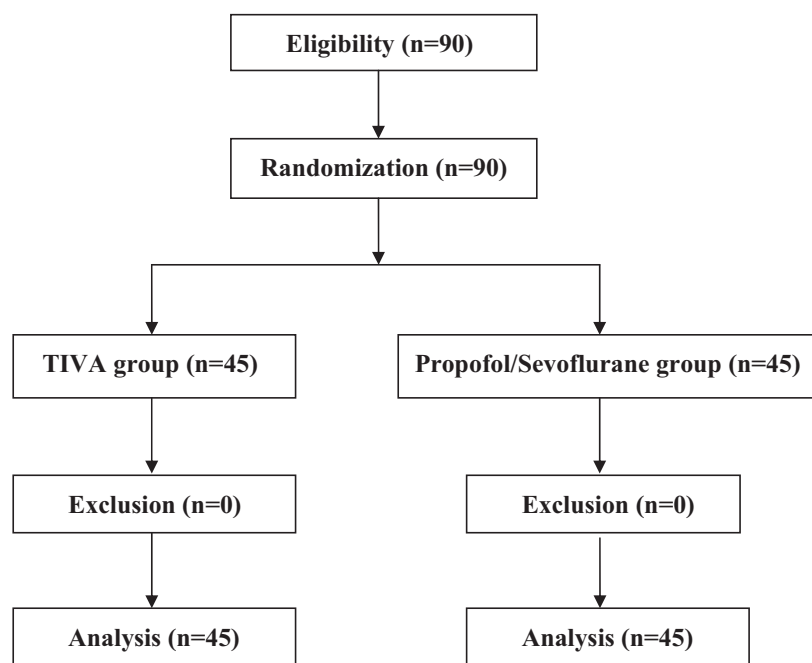 Eligibility (n=90)
Randomization (n=90)
TIVA group (n=45)
Propofol/Sevoflurane group (n=45)
Exclusion (n=0)
Exclusion (n=0)
Analysis (n=45)
Analysis (n=45)